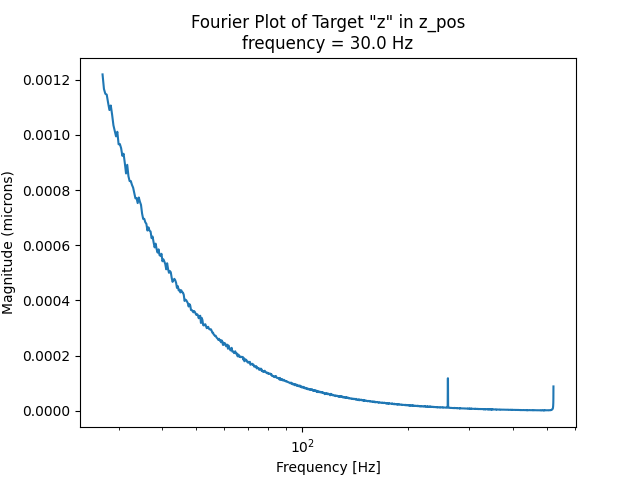 Fourier Plot of Target "z" in z_pos
frequency = 30.0 Hz
0.0012
0.0010
0.0008
0.0006
0.0004
0.0002
0.0000
Magnitude (microns)
10²
Frequency [Hz]